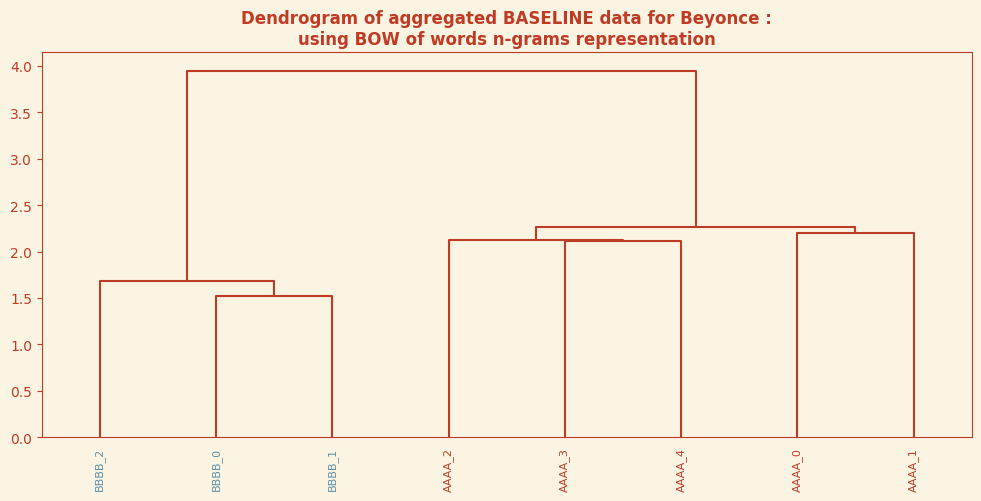 Dendrogram of aggregated BASELINE data for Beyonce :
using BOW of words n-grams representation
4.0
3.5
3.0
2.5
2.0
1.5
1.0
0.5
0.0
BBBB_2
BBBB_0
BBBB_1
AAAA_2
AAAA_3
AAAA_4
AAAA_0
AAAA_1